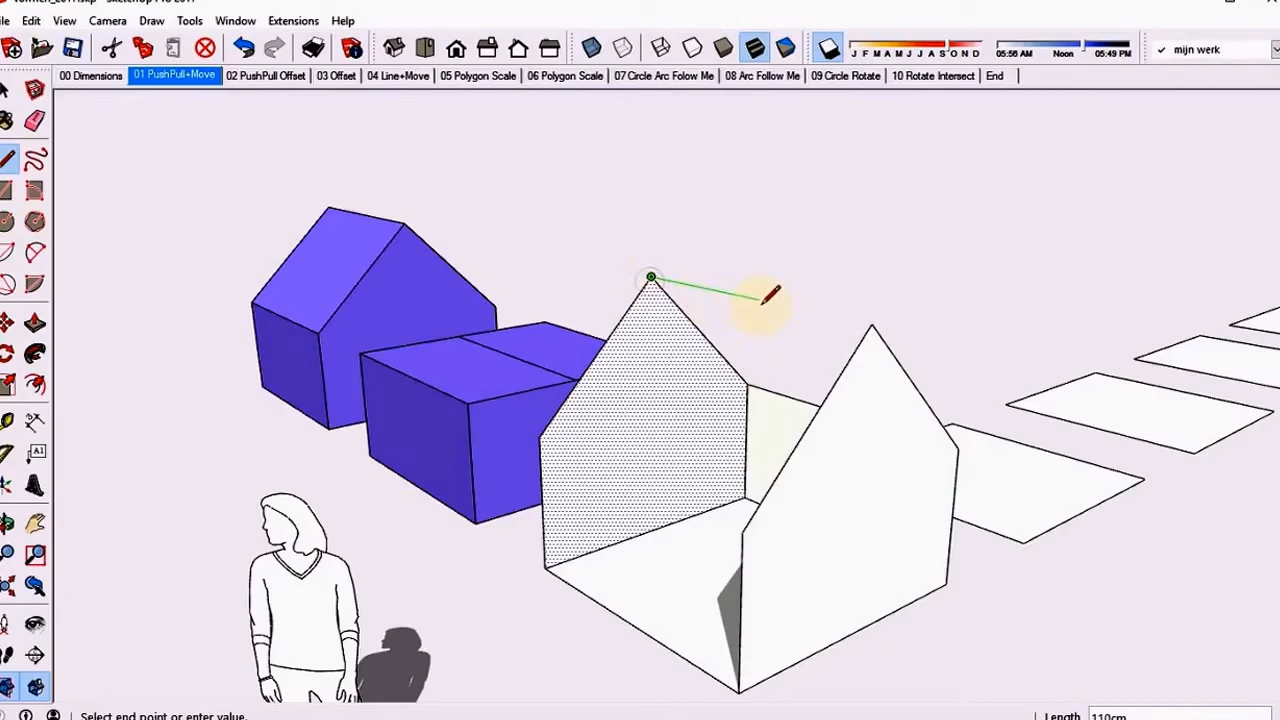 File Edit View Camera Draw Tools Window Extensions Help
J F M A M J J A S O N D 05:56 AM Noon 05:49 PM ✓ mijn werk
00 Dimensions 01 PushPull+Move 02 PushPull Offset 03 Offset 04 Line+Move 05 Polygon Scale 06 Polygon Scale 07 Circle Arc Folow Me 08 Arc Follow Me 09 Circle Rotate 10 Rotate Intersect End
A1
Select end point or enter value. Length 110cm